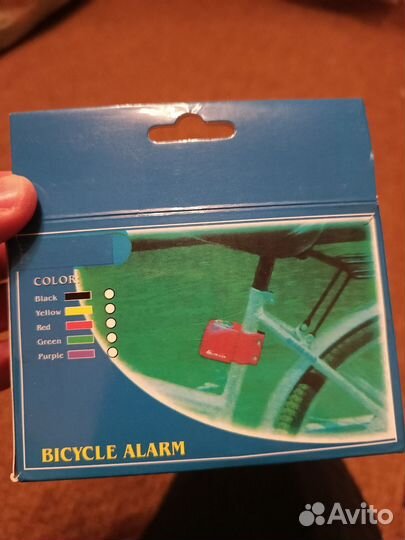 COLOR:
Black
Yellow
Red
Green
Purple
BICYCLE ALARM
Avito